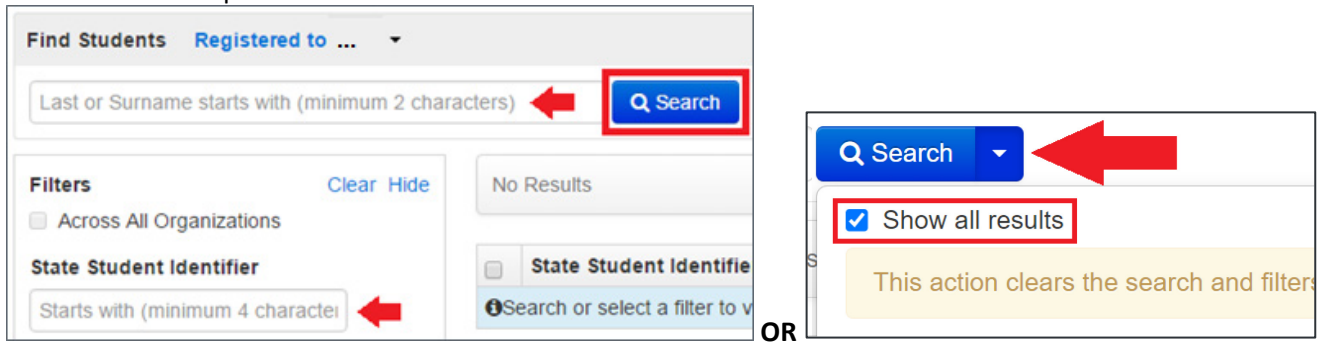 Find Students Registered to ...
Last or Surname starts with (minimum 2 characters)
Search
Filters Clear Hide
Across All Organizations
State Student Identifier
Starts with (minimum 4 character
No Results
State Student Identifie
Search or select a filter to v
OR
Search
Show all results
This action clears the search and filters